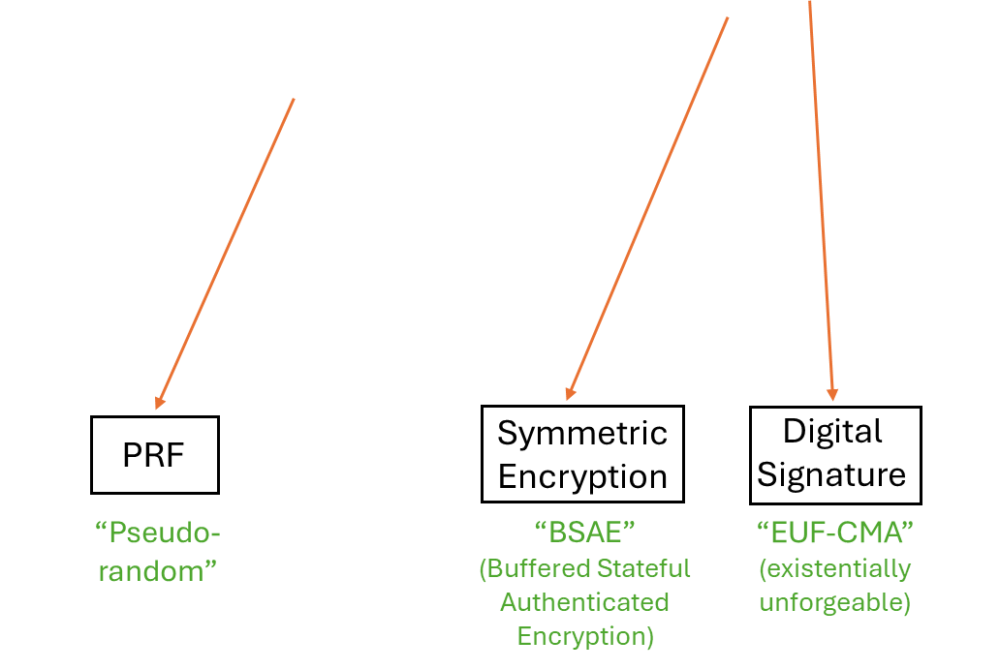 PRF
“Pseudo-
random”
Symmetric
Encryption
“BSAE”
(Buffered Stateful
Authenticated
Encryption)
Digital
Signature
“EUF-CMA”
(existentially
unforgeable)